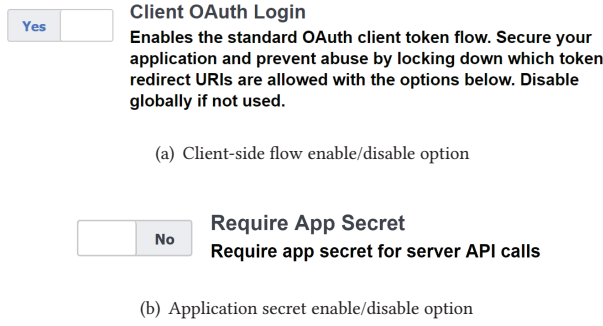 Yes
Client OAuth Login
Enables the standard OAuth client token flow. Secure your
application and prevent abuse by locking down which token
redirect URIs are allowed with the options below. Disable
globally if not used.
(a) Client-side flow enable/disable option
No
Require App Secret
Require app secret for server API calls
(b) Application secret enable/disable option